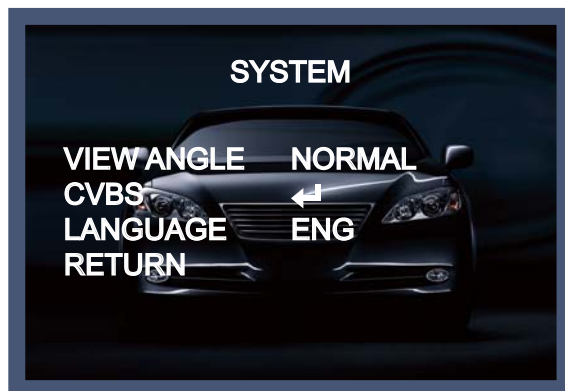 SYSTEM
VIEW ANGLE NORMAL
CVBS ↵
LANGUAGE ENG
RETURN